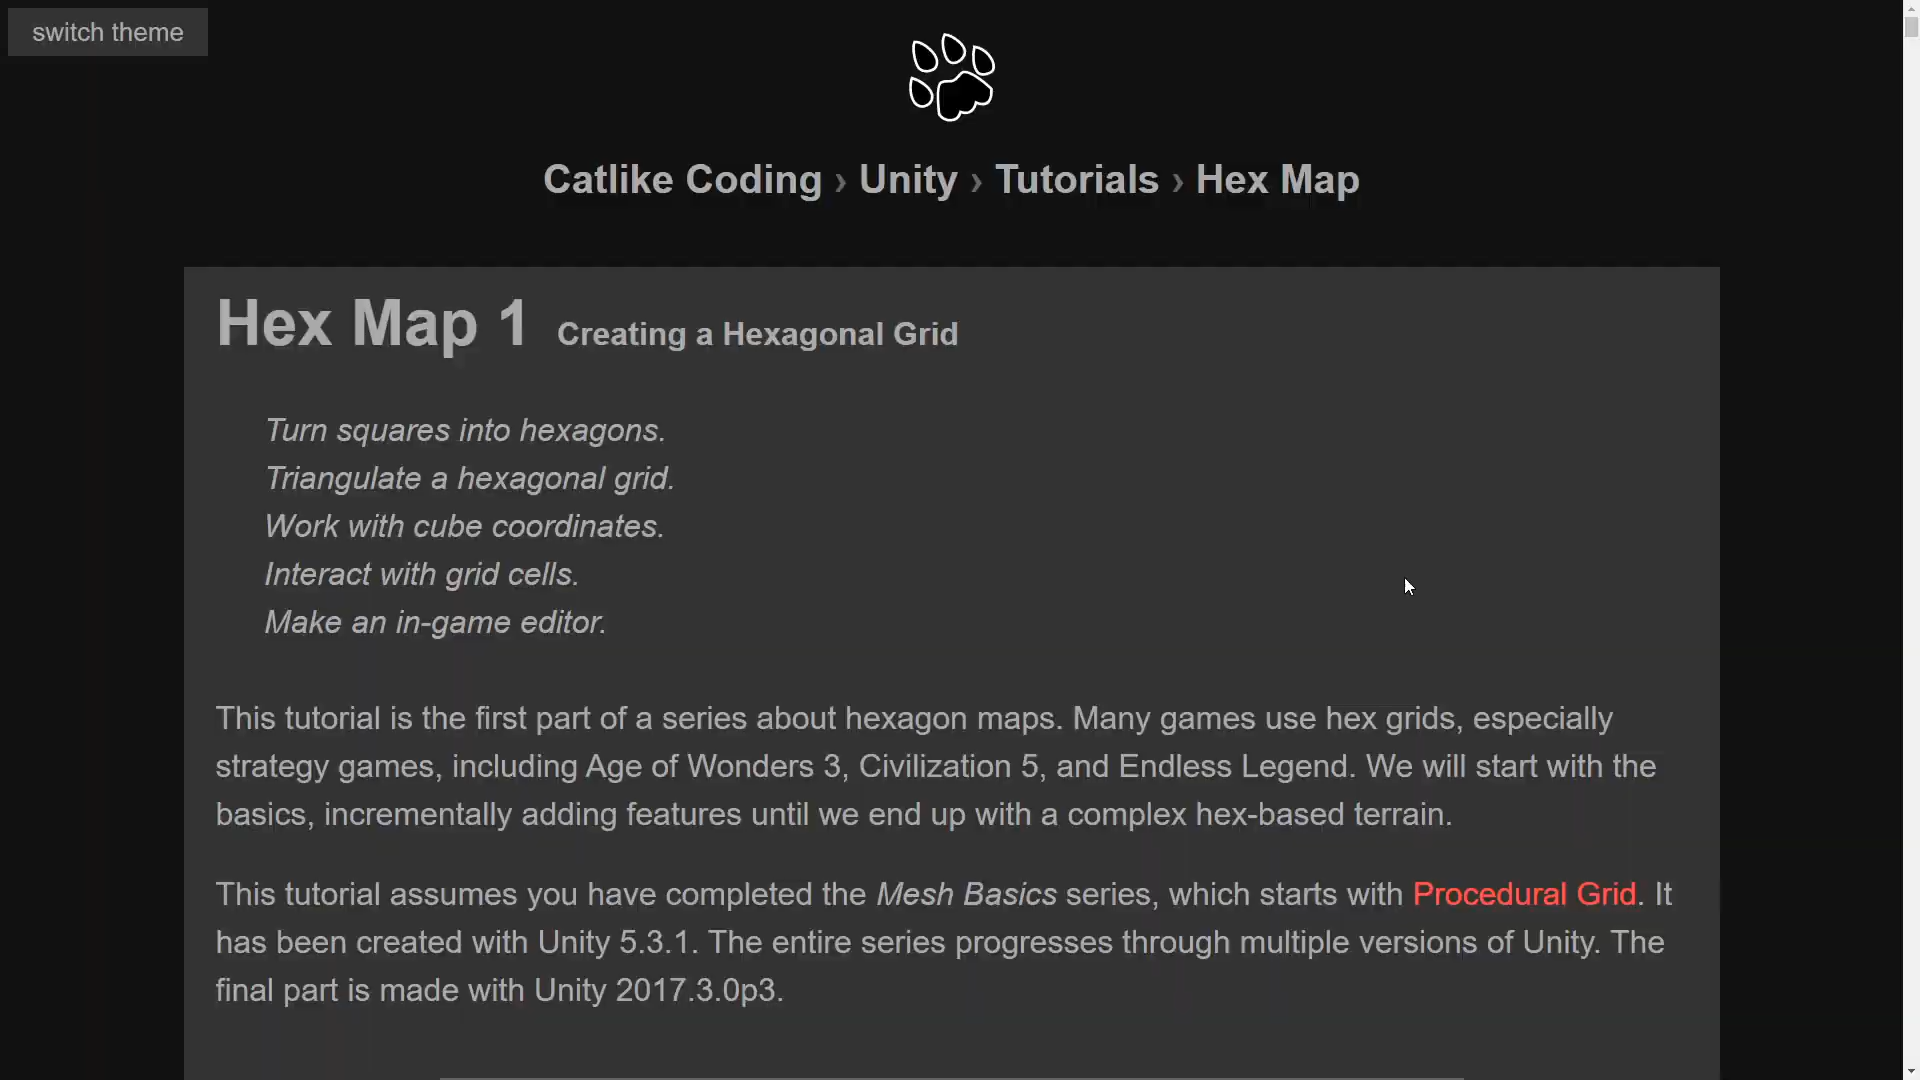 switch theme
Catlike Coding › Unity › Tutorials › Hex Map
Hex Map 1 Creating a Hexagonal Grid
Turn squares into hexagons.
Triangulate a hexagonal grid.
Work with cube coordinates.
Interact with grid cells.
Make an in-game editor.
This tutorial is the first part of a series about hexagon maps. Many games use hex grids, especially
strategy games, including Age of Wonders 3, Civilization 5, and Endless Legend. We will start with the
basics, incrementally adding features until we end up with a complex hex-based terrain.
This tutorial assumes you have completed the Mesh Basics series, which starts with Procedural Grid. It
has been created with Unity 5.3.1. The entire series progresses through multiple versions of Unity. The
final part is made with Unity 2017.3.0p3.